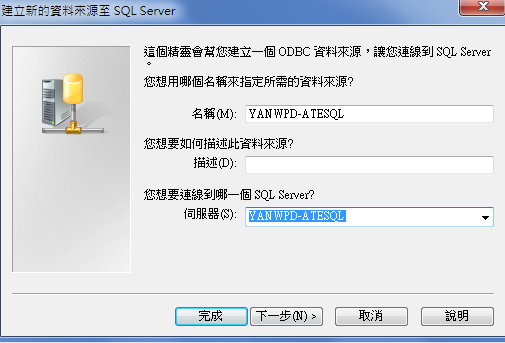 建立新的資料來源至 SQL Server
這個精靈會幫您建立一個 ODBC 資料來源，讓您連線到 SQL Server
。
您想用哪個名稱來指定所需的資料來源?
名稱(M): YANWPD-ATESQL
您想要如何描述此資料來源?
描述(D):
您想要連線到哪一個 SQL Server?
伺服器(S): YANWPD-ATESQL
完成 下一步(N) > 取消 說明